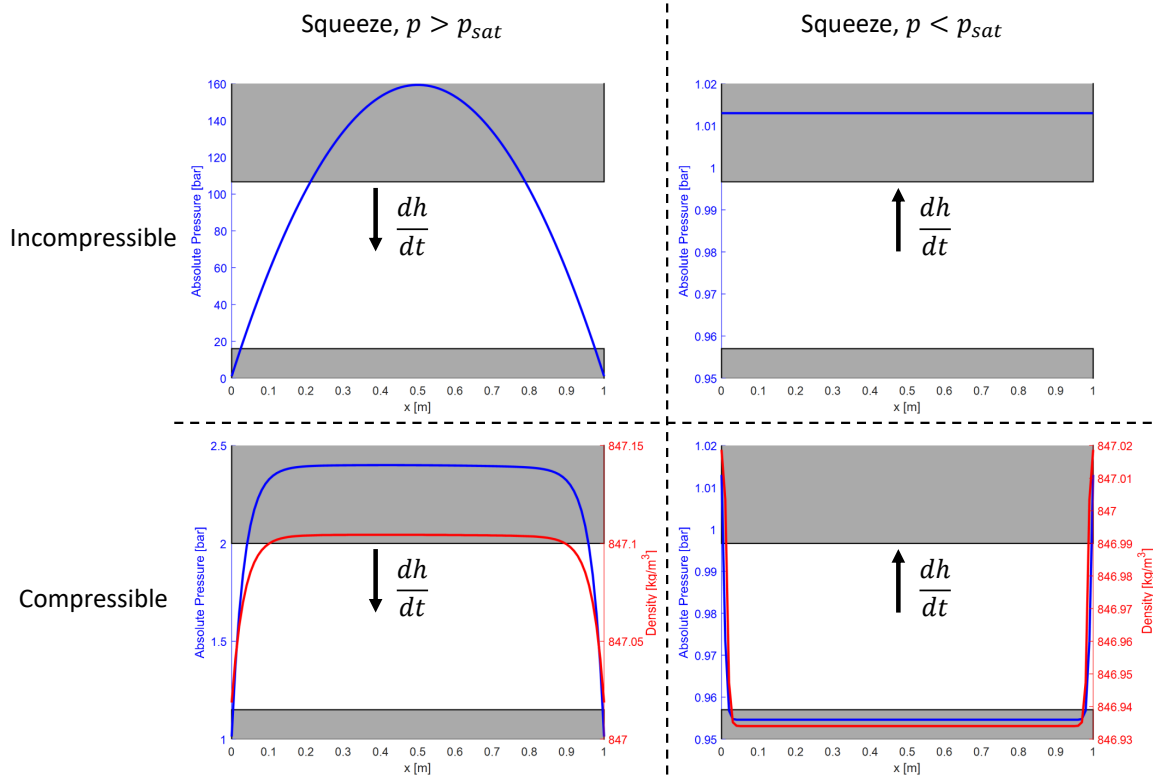 Squeeze, p > p_sat
Squeeze, p < p_sat
Incompressible
Absolute Pressure [bar]
160
140
120
100
80
60
40
20
0
dh
dt
0 0.1 0.2 0.3 0.4 0.5 0.6 0.7 0.8 0.9 1
x [m]
Absolute Pressure [bar]
1.02
1.01
1
0.99
0.98
0.97
0.96
0.95
dh
dt
0 0.1 0.2 0.3 0.4 0.5 0.6 0.7 0.8 0.9 1
x [m]
Compressible
Absolute Pressure [bar]
2.5
2
1.5
1
dh
dt
847.15
847.1
847.05
847
Density [kg/m³]
0 0.1 0.2 0.3 0.4 0.5 0.6 0.7 0.8 0.9 1
x [m]
Absolute Pressure [bar]
1.02
1.01
1
0.99
0.98
0.97
0.96
0.95
dh
dt
847.02
847.01
847
846.99
846.98
846.97
846.96
846.95
846.94
846.93
Density [kg/m³]
0 0.1 0.2 0.3 0.4 0.5 0.6 0.7 0.8 0.9 1
x [m]